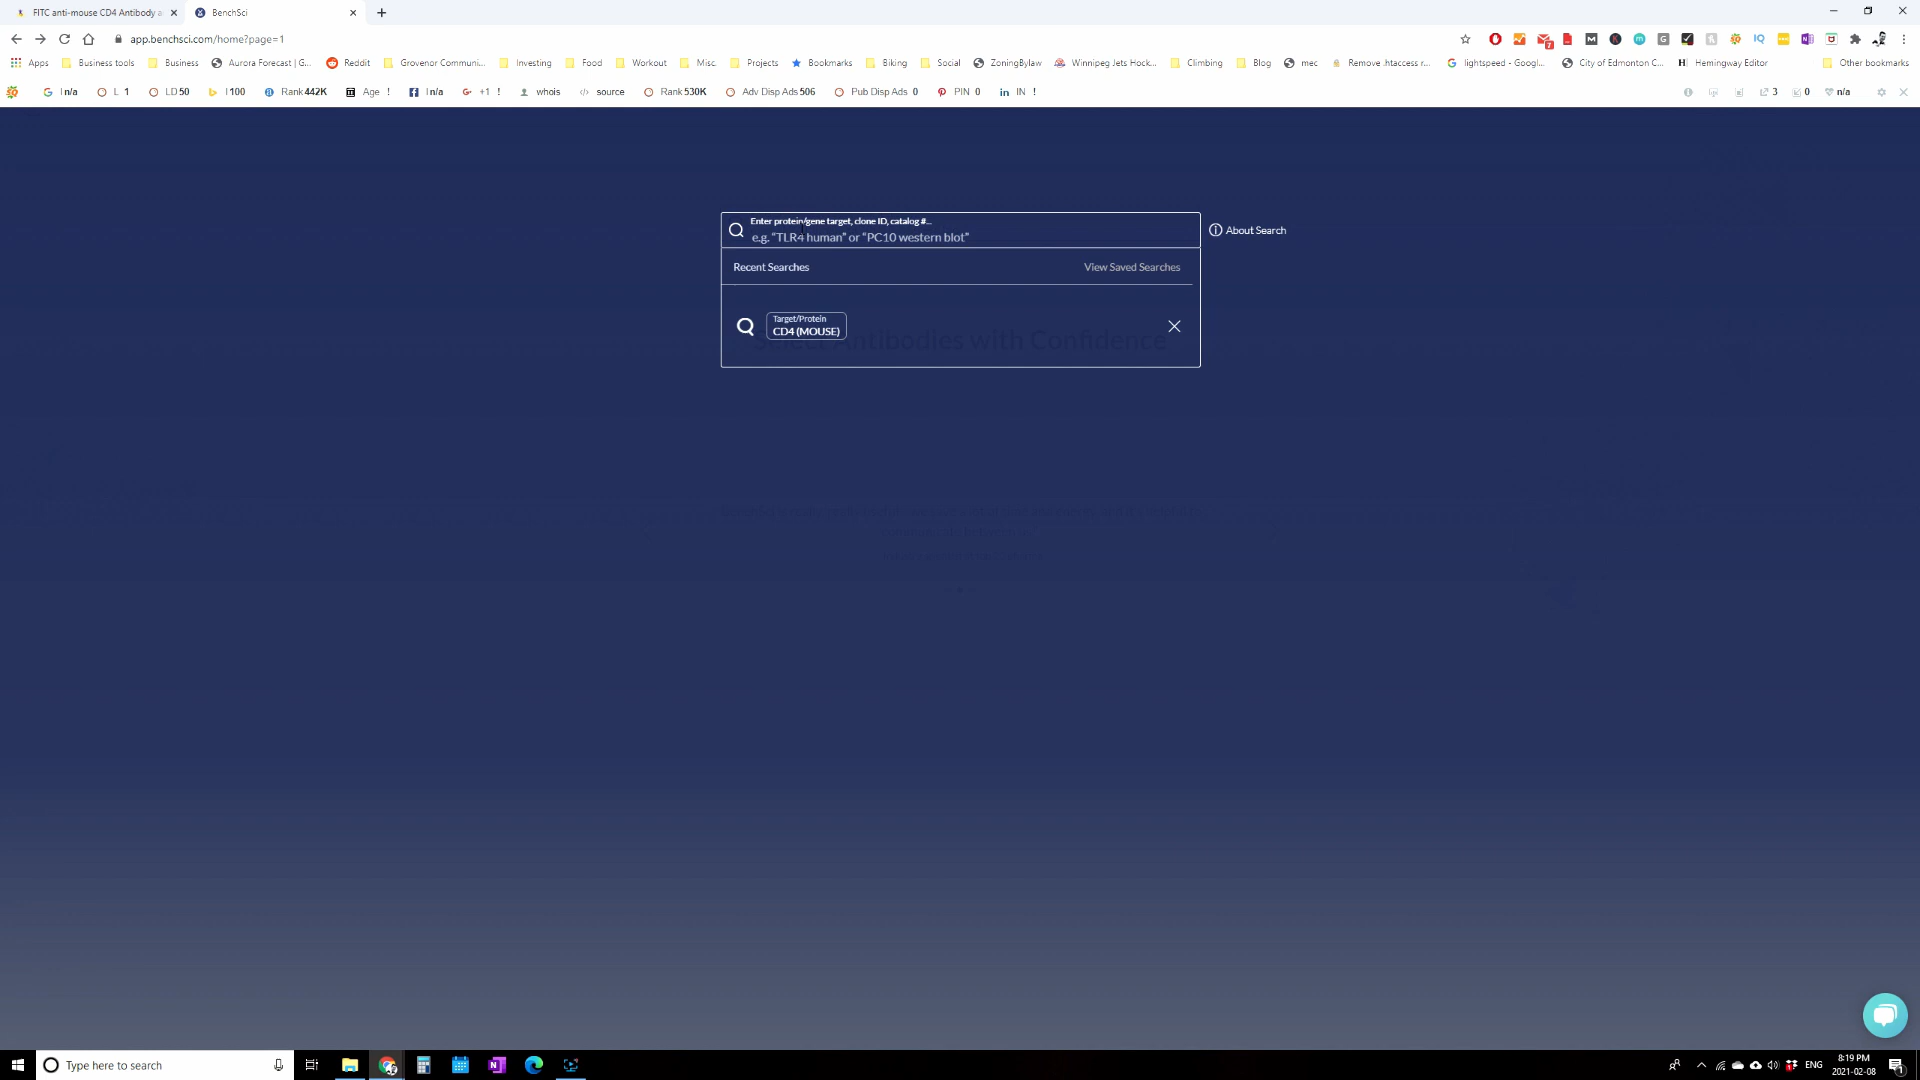 FITC anti-mouse CD4 Antibody a
BenchSci
app.benchsci.com/home?page=1
7
Apps
Business tools
Business
Aurora Forecast | G...
Reddit
Grovenor Communi...
Investing
Food
Workout
Misc.
Projects
Bookmarks
Biking
Social
ZoningBylaw
Winnipeg Jets Hock...
Climbing
Blog
mec
Remove .htaccess r...
lightspeed - Googl...
City of Edmonton C...
Hemingway Editor
Other bookmarks
I n/a
L 1
LD 50
I 100
Rank 442K
Age !
I n/a
+1 !
whois
source
Rank 530K
Adv Disp Ads 506
Pub Disp Ads 0
PIN 0
IN !
3
0
n/a
Enter protein/gene target, clone ID, catalog #...
e.g. “TLR4 human” or “PC10 western blot”
About Search
Recent Searches
View Saved Searches
Target/Protein
CD4 (MOUSE)
Select Antibodies with Confidence
Type here to search
ENG
8:19 PM
2021-02-08